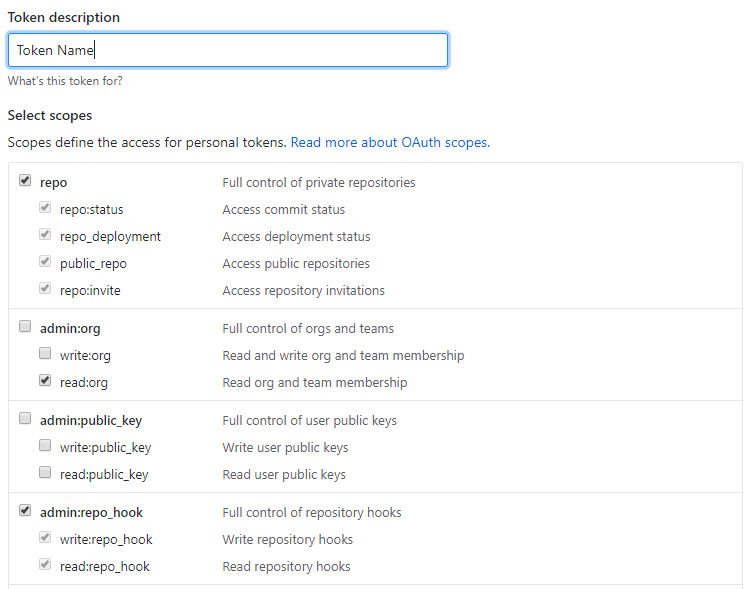 Token description
Token Name
What's this token for?
Select scopes
Scopes define the access for personal tokens. Read more about OAuth scopes.
repo Full control of private repositories
repo:status Access commit status
repo_deployment Access deployment status
public_repo Access public repositories
repo:invite Access repository invitations
admin:org Full control of orgs and teams
write:org Read and write org and team membership
read:org Read org and team membership
admin:public_key Full control of user public keys
write:public_key Write user public keys
read:public_key Read user public keys
admin:repo_hook Full control of repository hooks
write:repo_hook Write repository hooks
read:repo_hook Read repository hooks